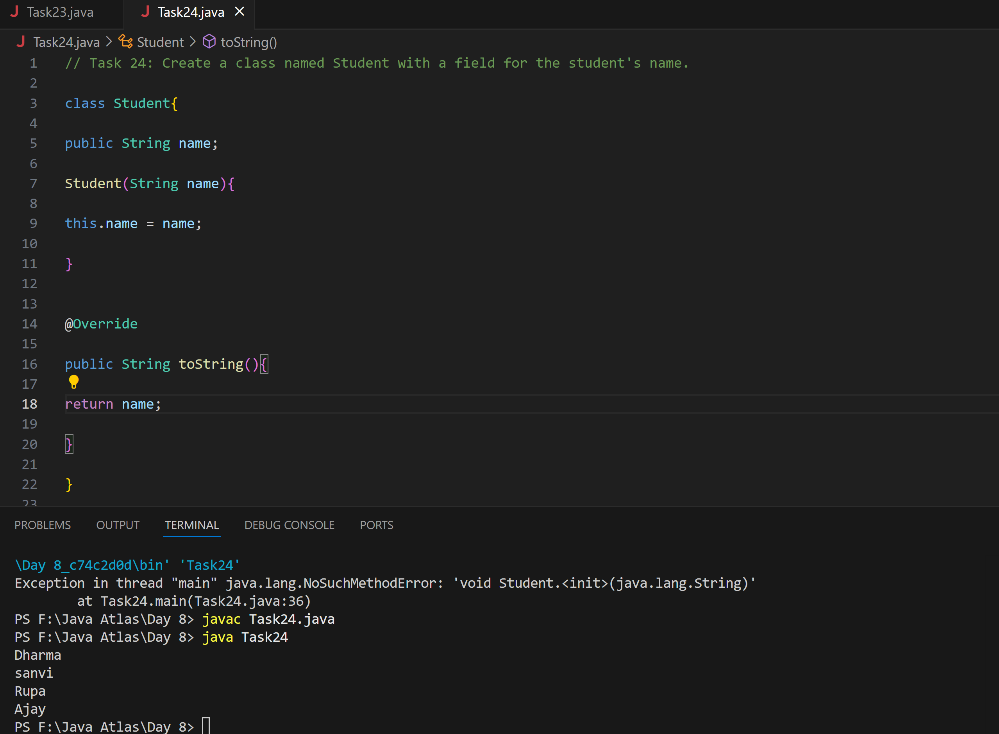 Task23.java
Task24.java
Task24.java > Student > toString()
1 // Task 24: Create a class named Student with a field for the student's name.
2
3 class Student{
4
5 public String name;
6
7 Student(String name){
8
9 this.name = name;
10
11 }
12
13
14 @Override
15
16 public String toString(){
17
18 return name;
19
20 }
21
22 }
23
PROBLEMS OUTPUT TERMINAL DEBUG CONSOLE PORTS
\Day 8_c74c2d0d\bin' 'Task24'
Exception in thread "main" java.lang.NoSuchMethodError: 'void Student.<init>(java.lang.String)'
at Task24.main(Task24.java:36)
PS F:\Java Atlas\Day 8> javac Task24.java
PS F:\Java Atlas\Day 8> java Task24
Dharma
sanvi
Rupa
Ajay
PS F:\Java Atlas\Day 8>